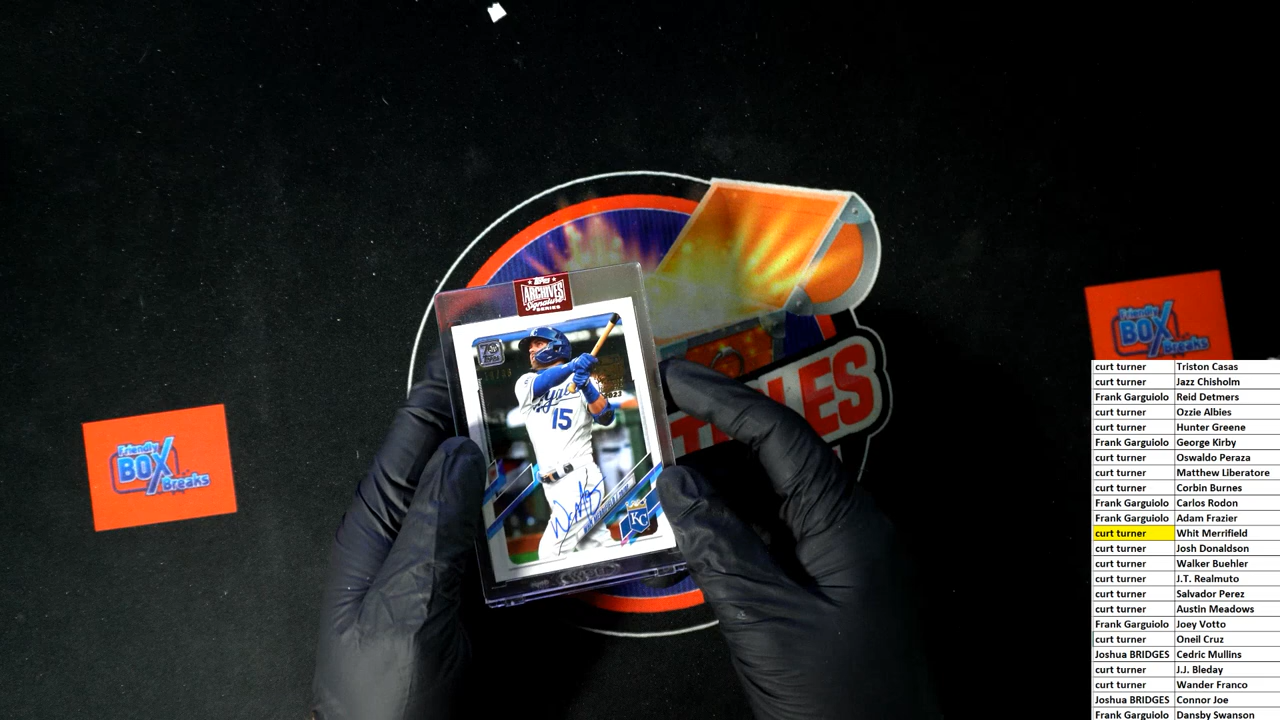 TOPPS
ARCHIVES
Signature
SERIES
70
TOPPS
2023
Royals
15
KC
Friendly
BOX
Breaks
Friendly
BOX
Breaks
curt turner Triston Casas
curt turner Jazz Chisholm
Frank Garguiolo Reid Detmers
curt turner Ozzie Albies
curt turner Hunter Greene
Frank Garguiolo George Kirby
curt turner Oswaldo Peraza
curt turner Matthew Liberatore
curt turner Corbin Burnes
Frank Garguiolo Carlos Rodon
Frank Garguiolo Adam Frazier
curt turner Whit Merrifield
curt turner Josh Donaldson
curt turner Walker Buehler
curt turner J.T. Realmuto
curt turner Salvador Perez
curt turner Austin Meadows
Frank Garguiolo Joey Votto
curt turner Oneil Cruz
Joshua BRIDGES Cedric Mullins
curt turner J.J. Bleday
curt turner Wander Franco
Joshua BRIDGES Connor Joe
Frank Garguiolo Dansby Swanson